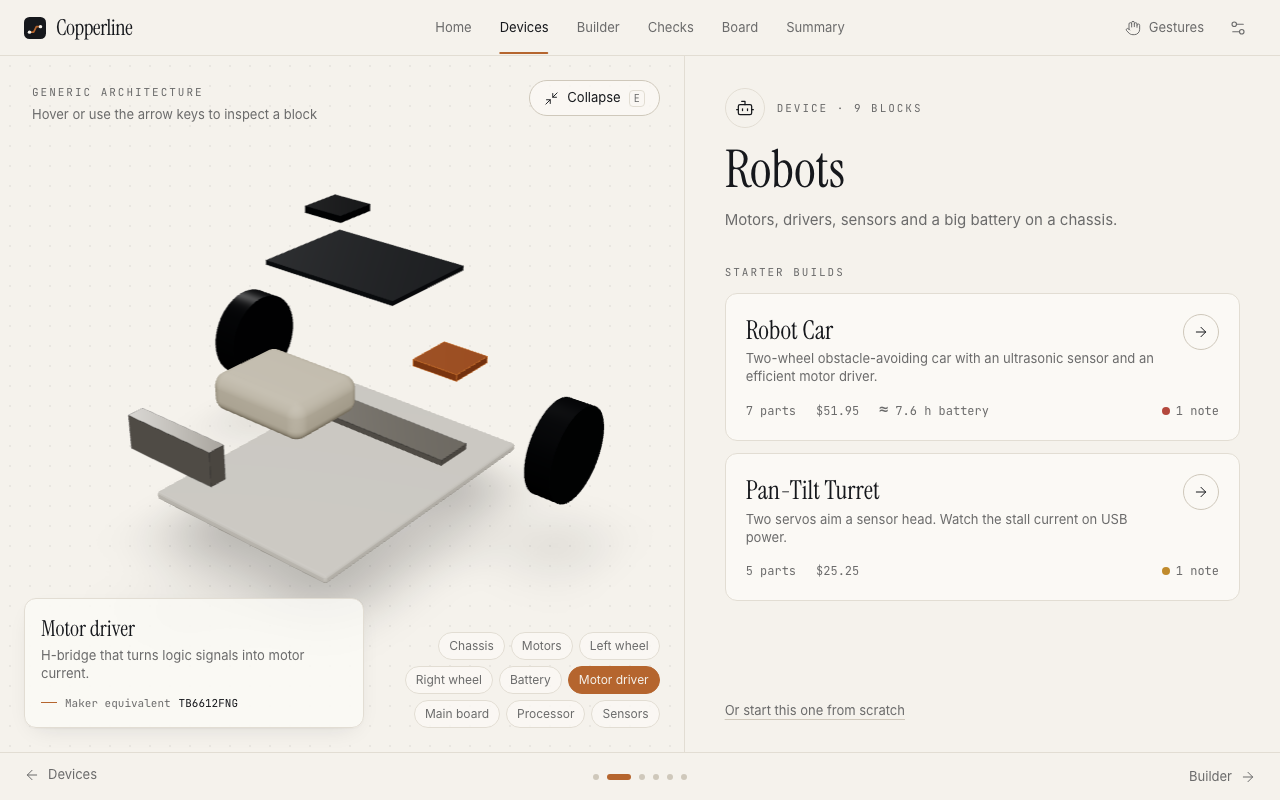 Copperline
Home Devices Builder Checks Board Summary
Gestures
GENERIC ARCHITECTURE
Hover or use the arrow keys to inspect a block
Collapse E
Motor driver
H-bridge that turns logic signals into motor
current.
Maker equivalent TB6612FNG
Chassis Motors Left wheel
Right wheel Battery Motor driver
Main board Processor Sensors
DEVICE · 9 BLOCKS
Robots
Motors, drivers, sensors and a big battery on a chassis.
STARTER BUILDS
Robot Car
Two-wheel obstacle-avoiding car with an ultrasonic sensor and an
efficient motor driver.
7 parts $51.95 ≈ 7.6 h battery 1 note
Pan-Tilt Turret
Two servos aim a sensor head. Watch the stall current on USB
power.
5 parts $25.25 1 note
Or start this one from scratch
Devices
Builder